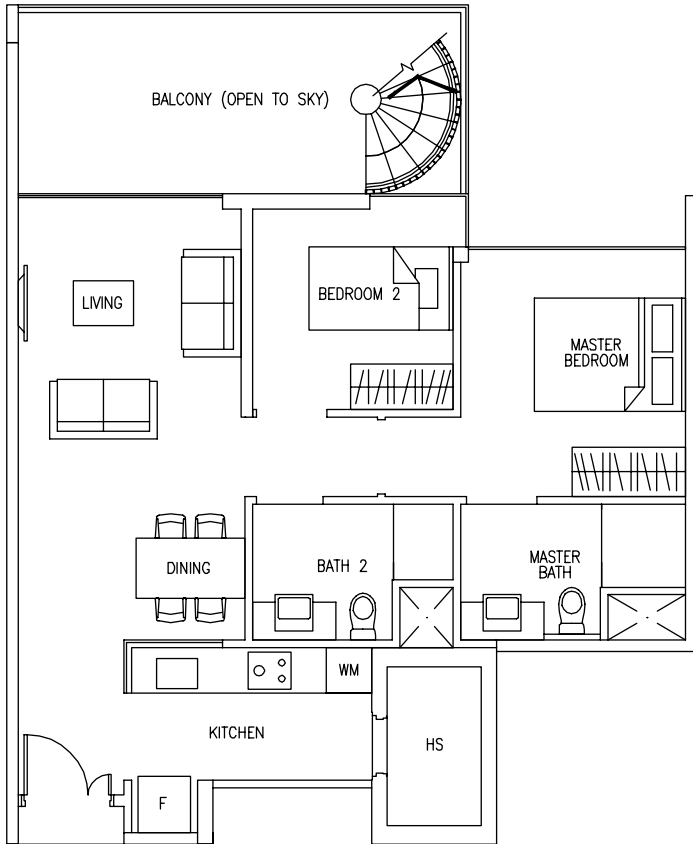 BALCONY (OPEN TO SKY)
LIVING
BEDROOM 2
MASTER
BEDROOM
DINING
BATH 2
MASTER
BATH
WM
KITCHEN
HS
F